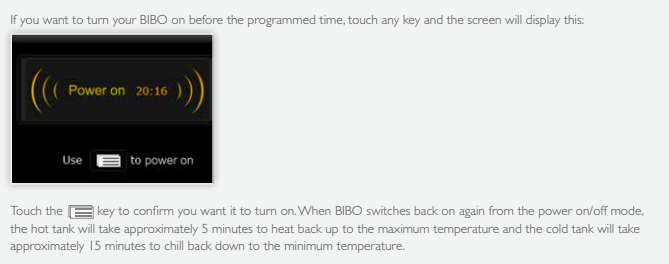 If you want to turn your BIBO on before the programmed time, touch any key and the screen will display this:
Power on 20:16
Use to power on
Touch the key to confirm you want it to turn on. When BIBO switches back on again from the power on/off mode,
the hot tank will take approximately 5 minutes to heat back up to the maximum temperature and the cold tank will take
approximately 15 minutes to chill back down to the minimum temperature.